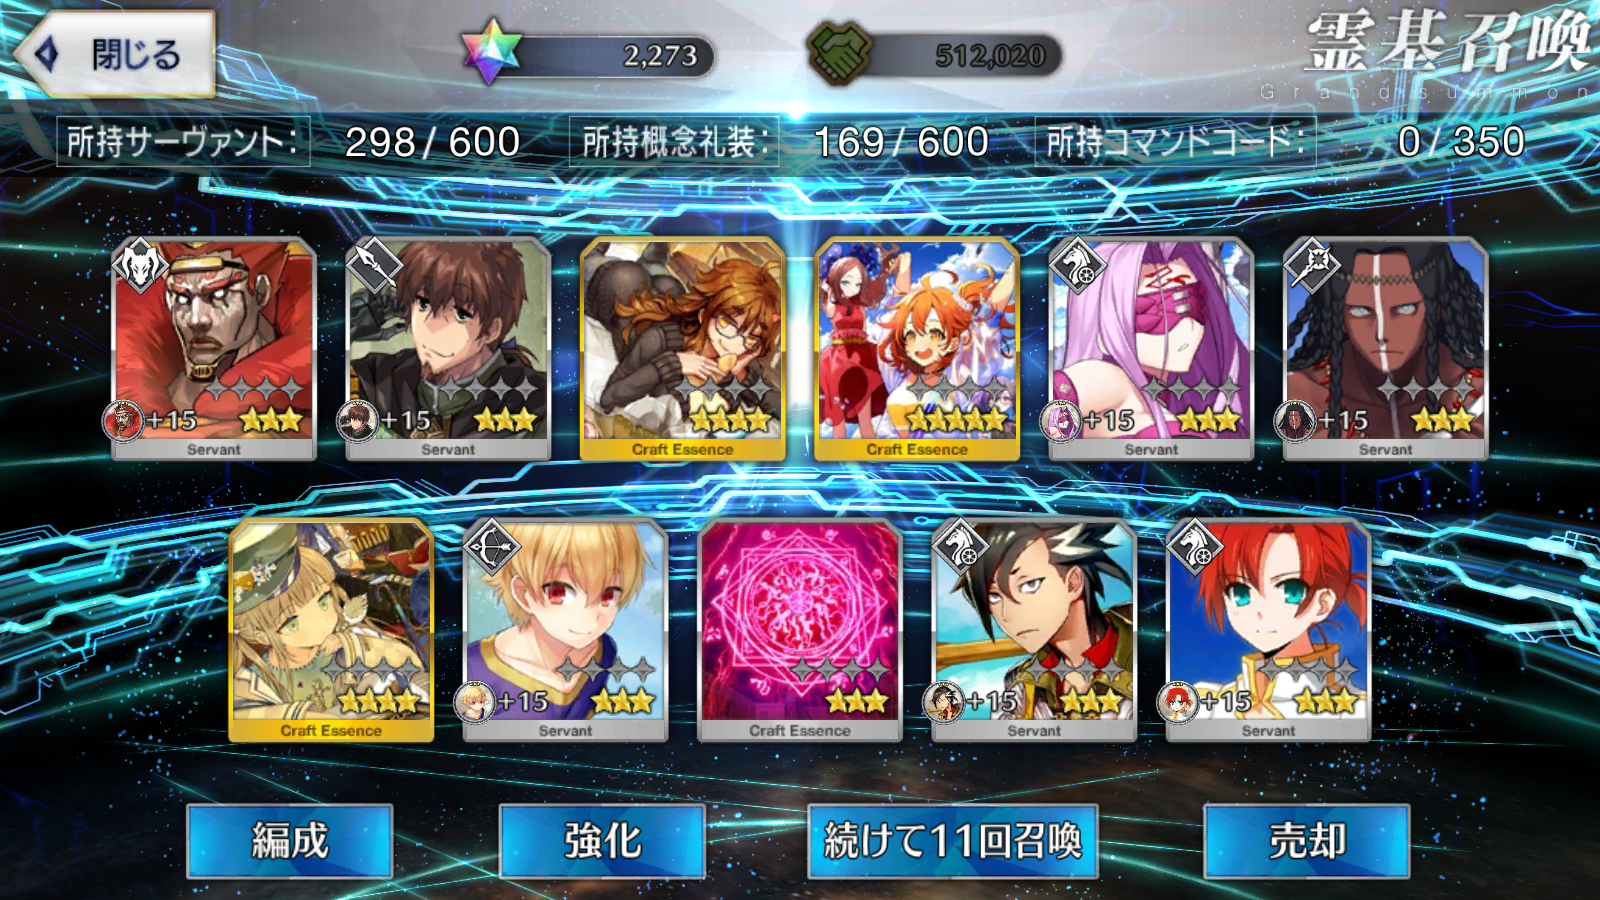 閉じる
2,273
512,020
霊基召喚
Grand summon
所持サーヴァント: 298 / 600
所持概念礼装: 169 / 600
所持コマンドコード: 0 / 350
+15
+15
+15
+15
Servant
Servant
Craft Essence
Craft Essence
Servant
Servant
+15
+15
+15
Craft Essence
Servant
Craft Essence
Servant
Servant
編成
強化
続けて11回召喚
売却